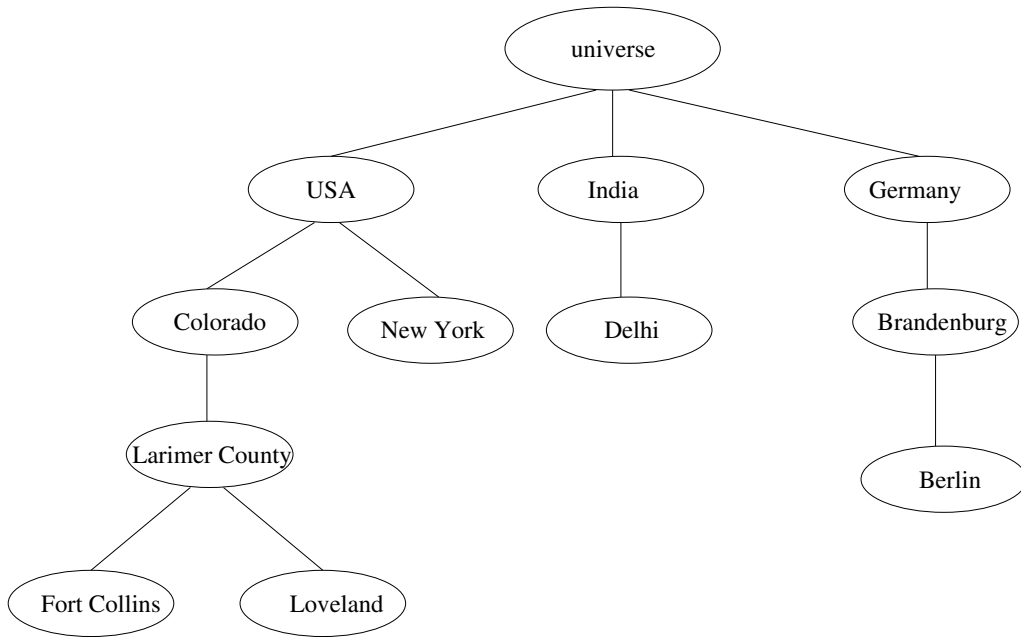 universe
USA
India
Germany
Colorado
New York
Delhi
Brandenburg
Larimer County
Berlin
Fort Collins
Loveland